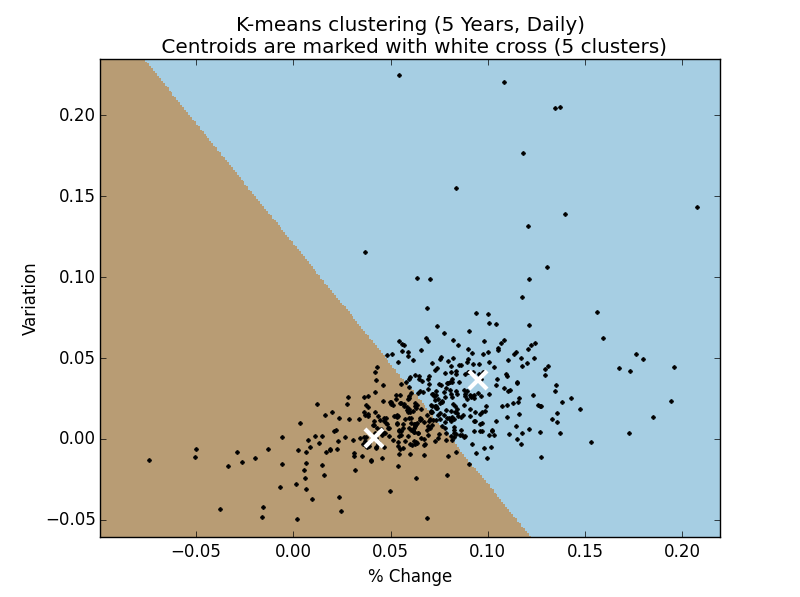 K-means clustering (5 Years, Daily)
Centroids are marked with white cross (5 clusters)
0.20
0.15
0.10
0.05
0.00
−0.05
Variation
−0.05 0.00 0.05 0.10 0.15 0.20
% Change